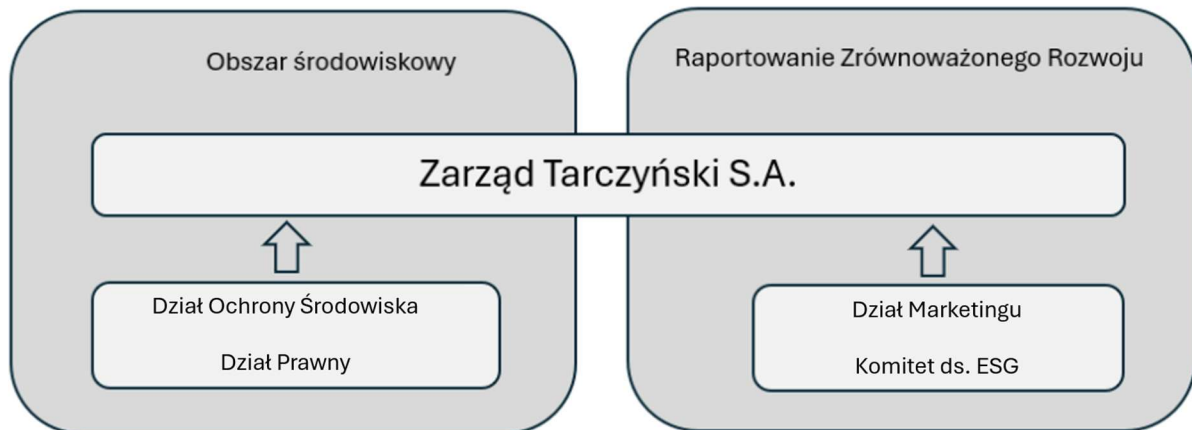 Obszar środowiskowy
Raportowanie Zrównoważonego Rozwoju
Zarząd Tarczyński S.A.
Dział Ochrony Środowiska
Dział Prawny
Dział Marketingu
Komitet ds. ESG